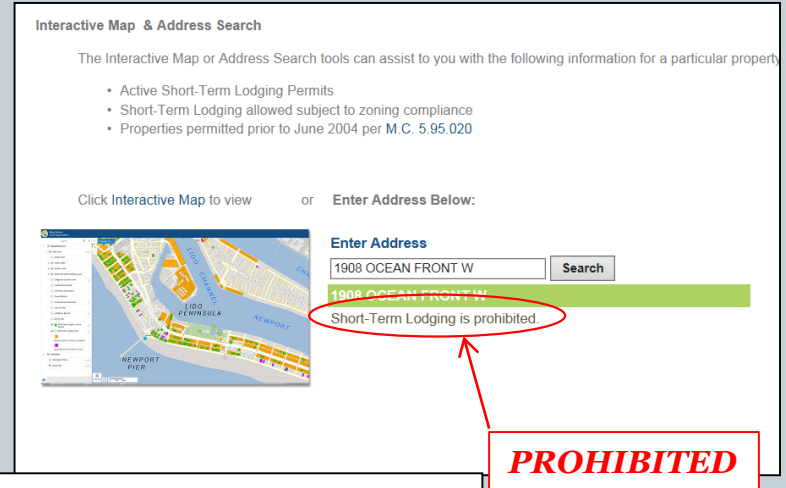 Interactive Map & Address Search
The Interactive Map or Address Search tools can assist to you with the following information for a particular property
• Active Short-Term Lodging Permits
• Short-Term Lodging allowed subject to zoning compliance
• Properties permitted prior to June 2004 per M.C. 5.95.020
Click Interactive Map to view or Enter Address Below:
Enter Address
1908 OCEAN FRONT W Search
1908 OCEAN FRONT W
Short-Term Lodging is prohibited.
LIDO CHANNEL
LIDO
PENINSULA
NEWPORT
NEWPORT
PIER
PROHIBITED